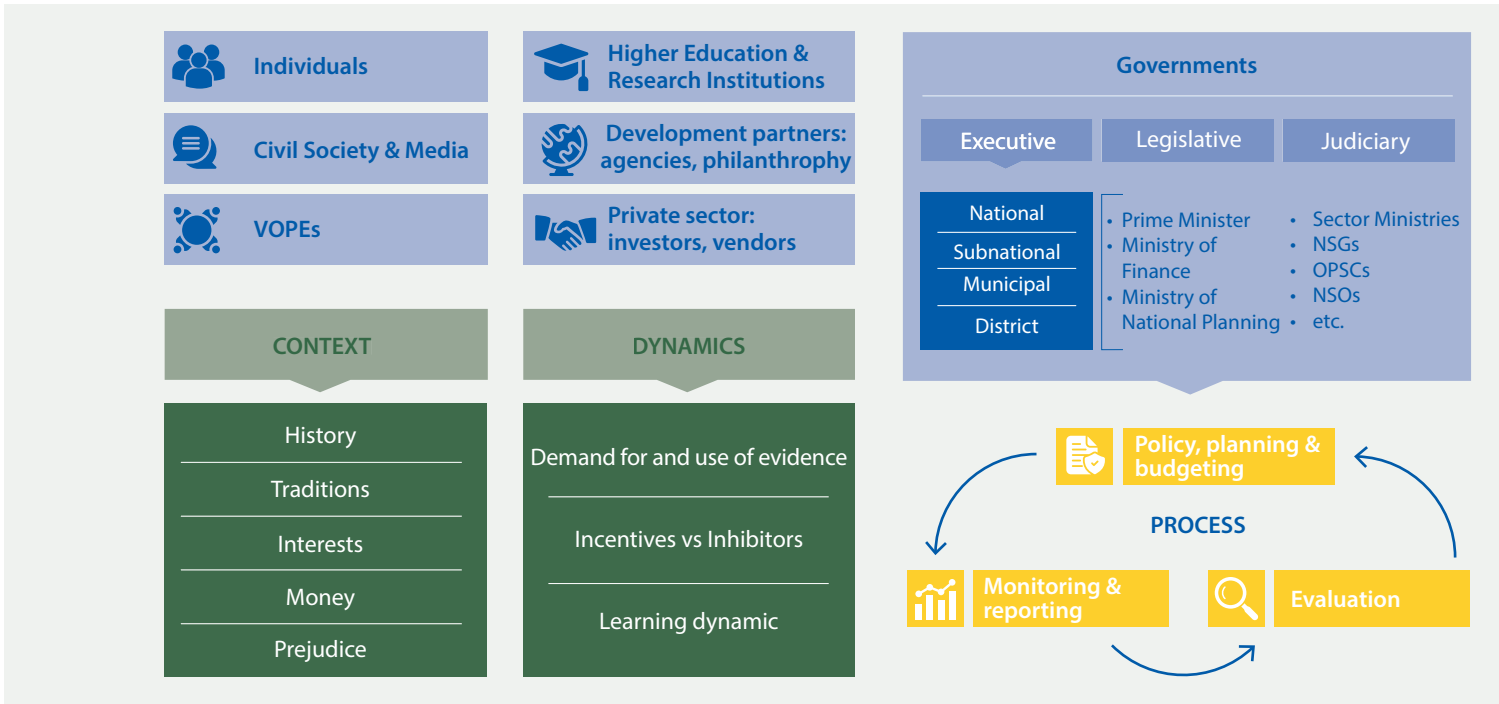 Individuals
Civil Society & Media
VOPEs
Higher Education &
Research Institutions
Development partners:
agencies, philanthropy
Private sector:
investors, vendors
Governments
Executive
Legislative
Judiciary
National
Subnational
Municipal
District
• Prime Minister
• Ministry of
Finance
• Ministry of
National Planning
• Sector Ministries
• NSGs
• OPSCs
• NSOs
• etc.
CONTEXT
History
Traditions
Interests
Money
Prejudice
DYNAMICS
Demand for and use of evidence
Incentives vs Inhibitors
Learning dynamic
Policy, planning &
budgeting
PROCESS
Monitoring &
reporting
Evaluation